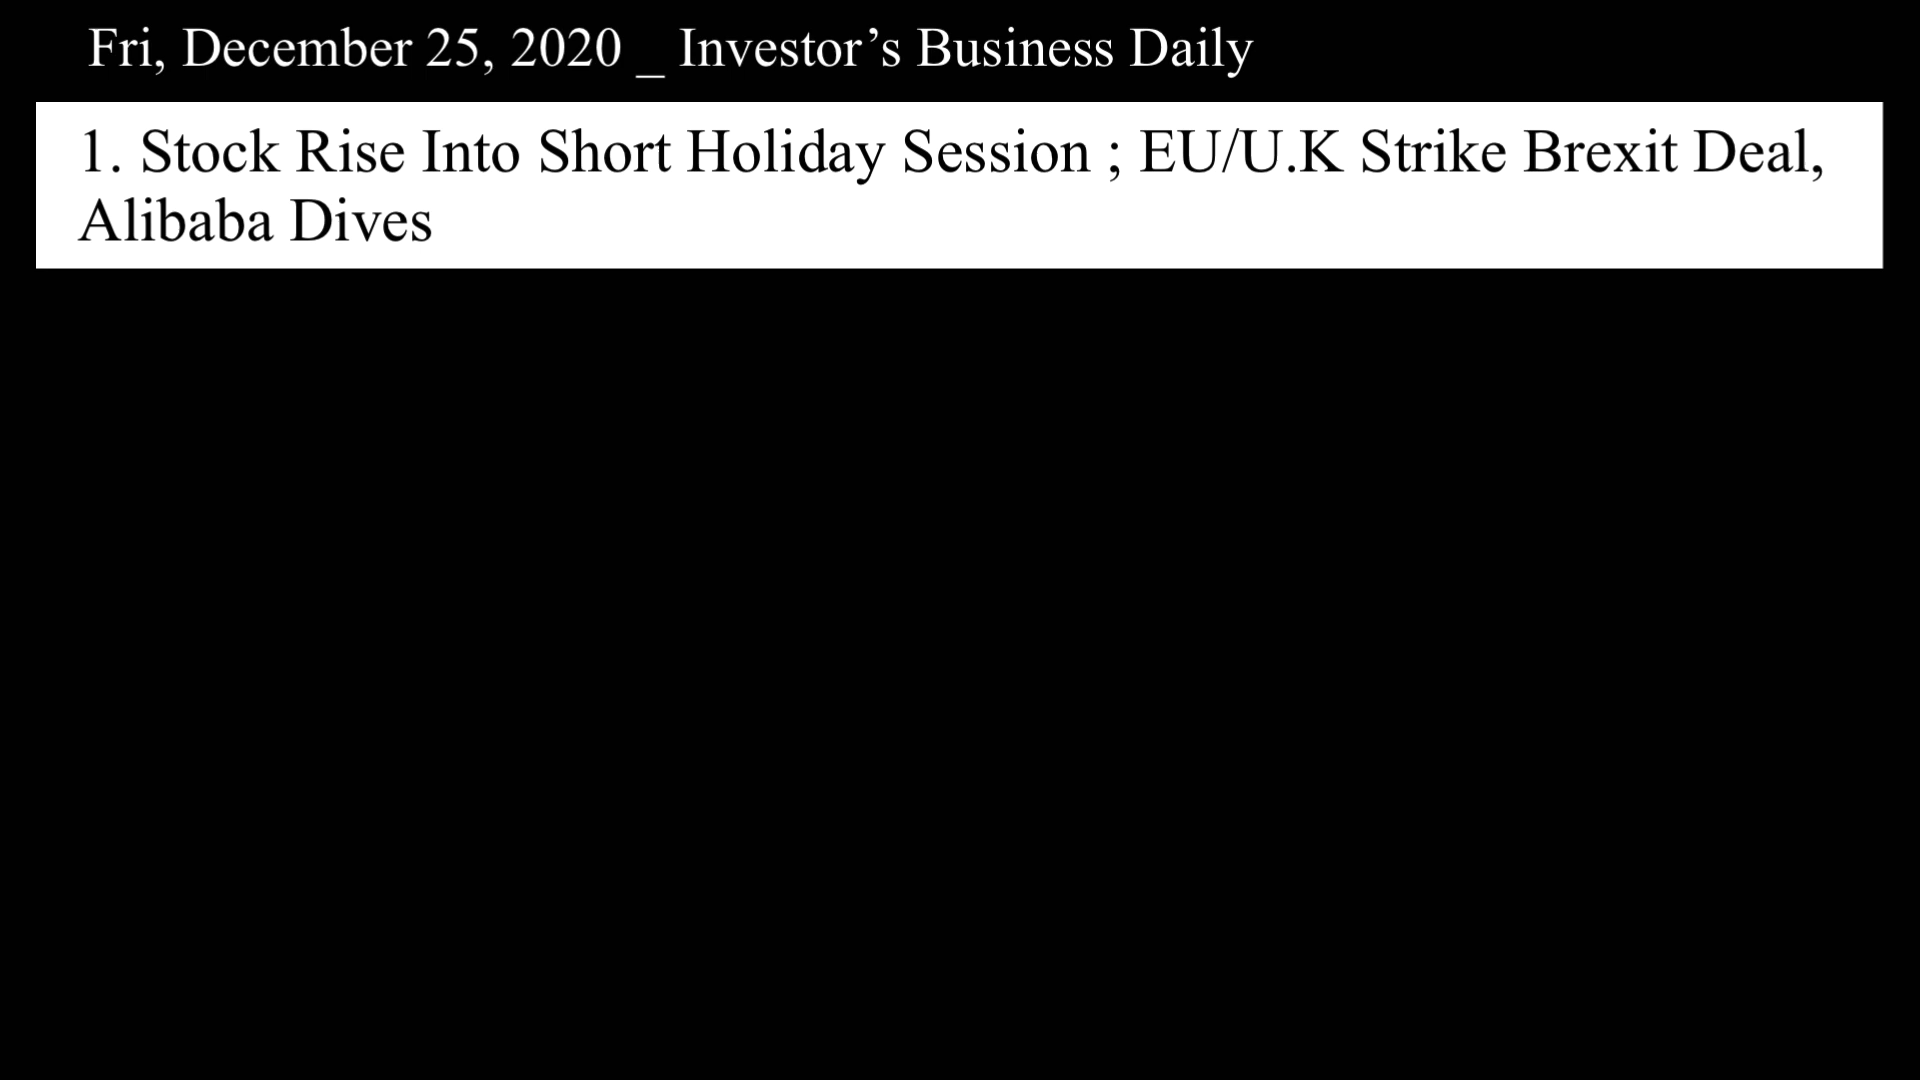 Fri, December 25, 2020 _ Investor’s Business Daily
1. Stock Rise Into Short Holiday Session ; EU/U.K Strike Brexit Deal,
Alibaba Dives